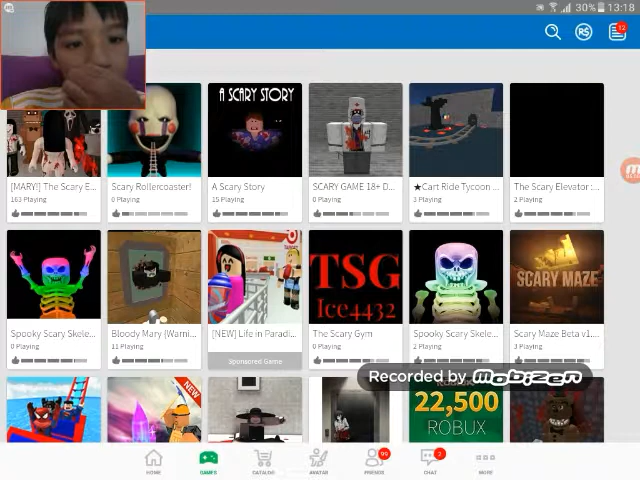 30% 13:18
R$
12
A SCARY STORY
[MARY!] The Scary E...
163 Playing
Scary Rollercoaster!
0 Playing
A Scary Story
15 Playing
SCARY GAME 18+ D...
0 Playing
★Cart Ride Tycoon ...
3 Playing
The Scary Elevator :...
2 Playing
TSG
Ice4432
SCARY MAZE
Spooky Scary Skele...
0 Playing
Bloody Mary (Warni...
11 Playing
[NEW] Life in Paradi...
Sponsored Game
The Scary Gym
0 Playing
Spooky Scary Skele...
2 Playing
Scary Maze Beta v1...
3 Playing
Recorded by mobizen
NEW
22,500
ROBUX
HOME
GAMES
CATALOG
AVATAR
99
FRIENDS
2
CHAT
MORE